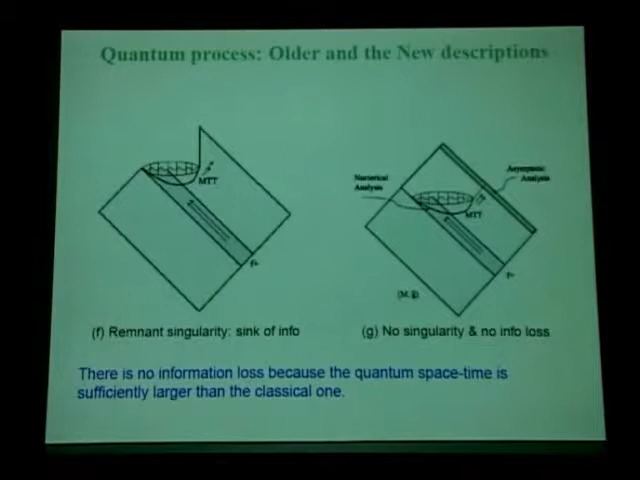 Quantum process: Older and the New descriptions
MTT
Numerical
Analysis
Asymptotic
Analysis
MTT
(f) Remnant singularity: sink of info
(g) No singularity & no info loss
There is no information loss because the quantum space-time is
sufficiently larger than the classical one.